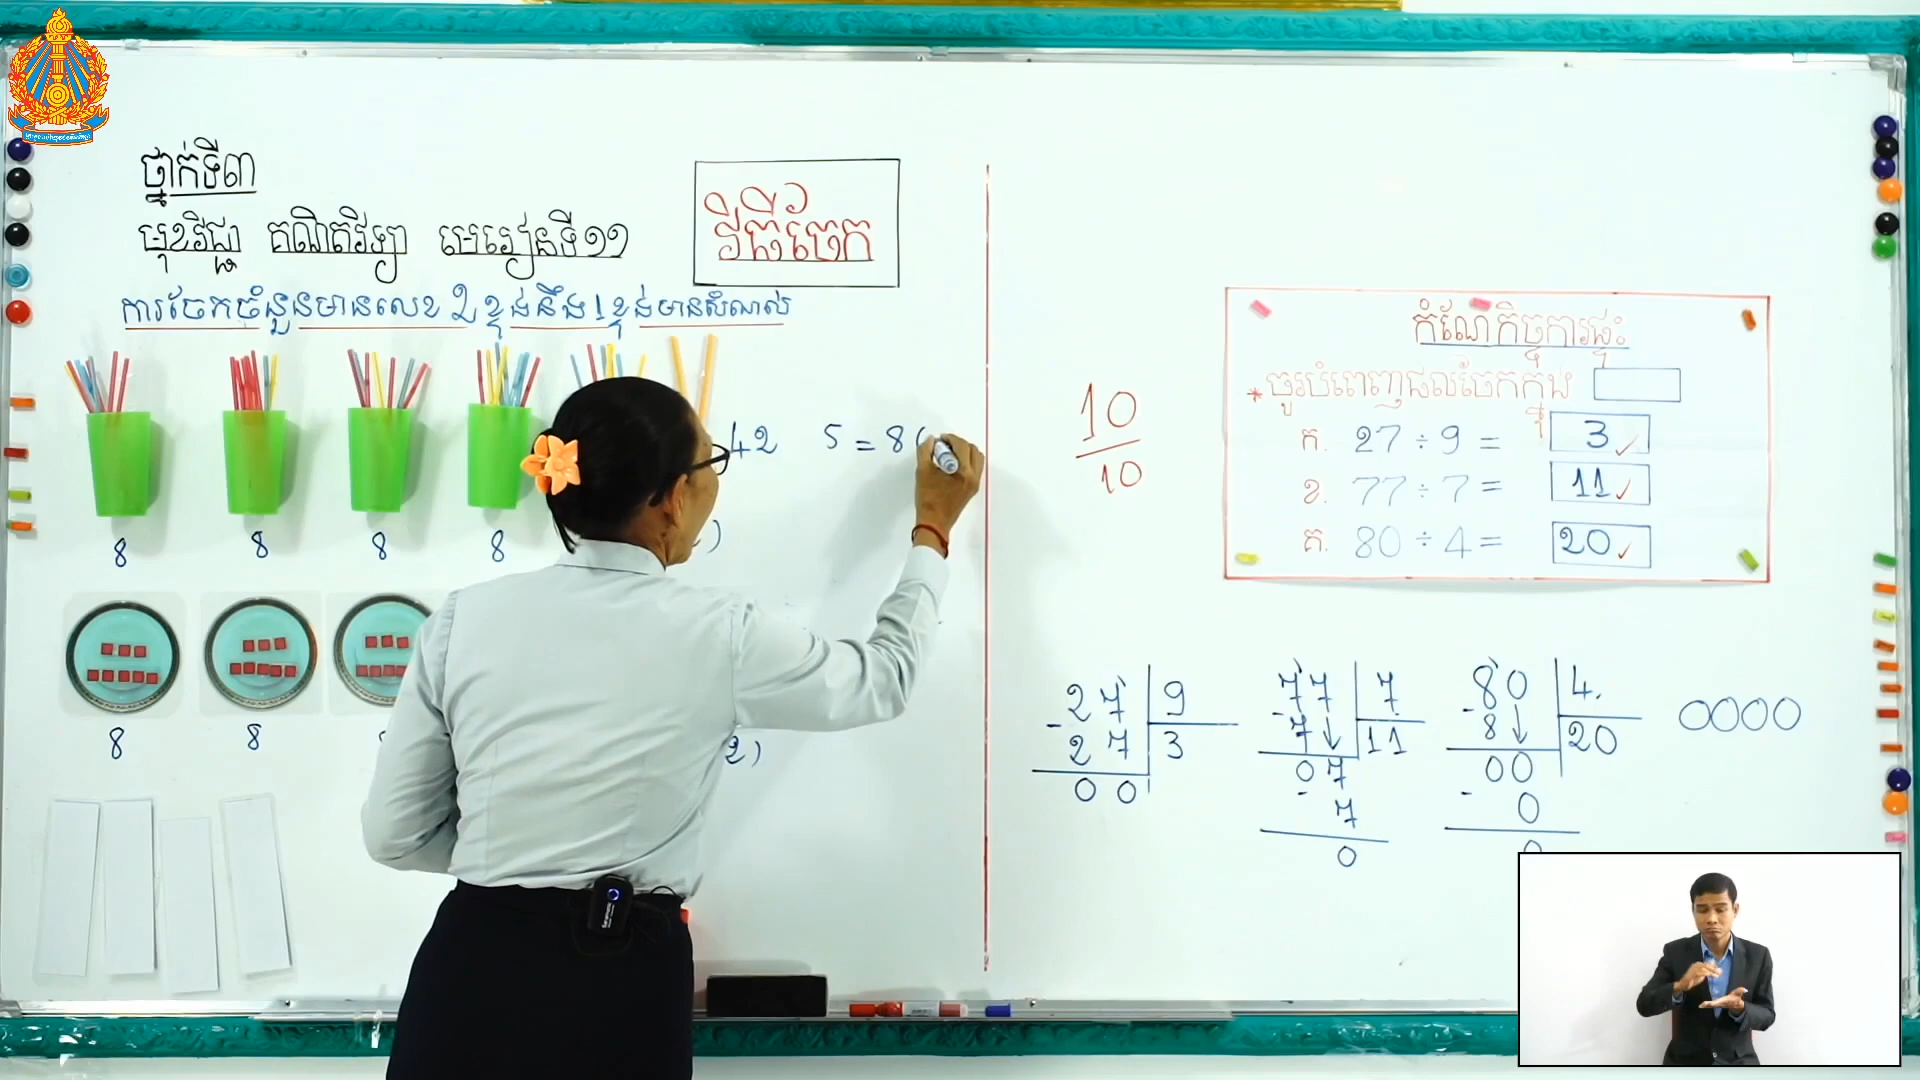 ថ្នាក់ទី៣
មុខវិជ្ជា គណិតវិទ្យា មេរៀនទី១១
វិធីចែក
ការចែកចំនួនមានលេខ 2 ខ្ទង់នឹង 1 ខ្ទង់មានសំណល់
42 5 = 8 (
8 8 8 8
8 8
2)
10
10
កំណែកិច្ចការផ្ទះ
* ចូរបំពេញផលចែកក្នុង
ក. 27 ÷ 9 = 3 ✓
ខ. 77 ÷ 7 = 11 ✓
គ. 80 ÷ 4 = 20 ✓
27 9
- 27 3
00
77 7
- 7 11
07
- 7
0
80 4.
- 8 20
00
- 0
0
0000